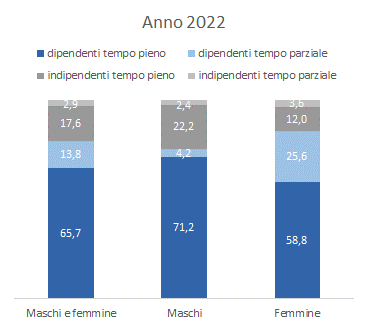 Anno 2022
dipendenti tempo pieno dipendenti tempo parziale
indipendenti tempo pieno indipendenti tempo parziale
2,9 2,4 3,6
17,6 22,2 12,0
13,8 4,2 25,6
65,7 71,2 58,8
Maschi e femmine Maschi Femmine